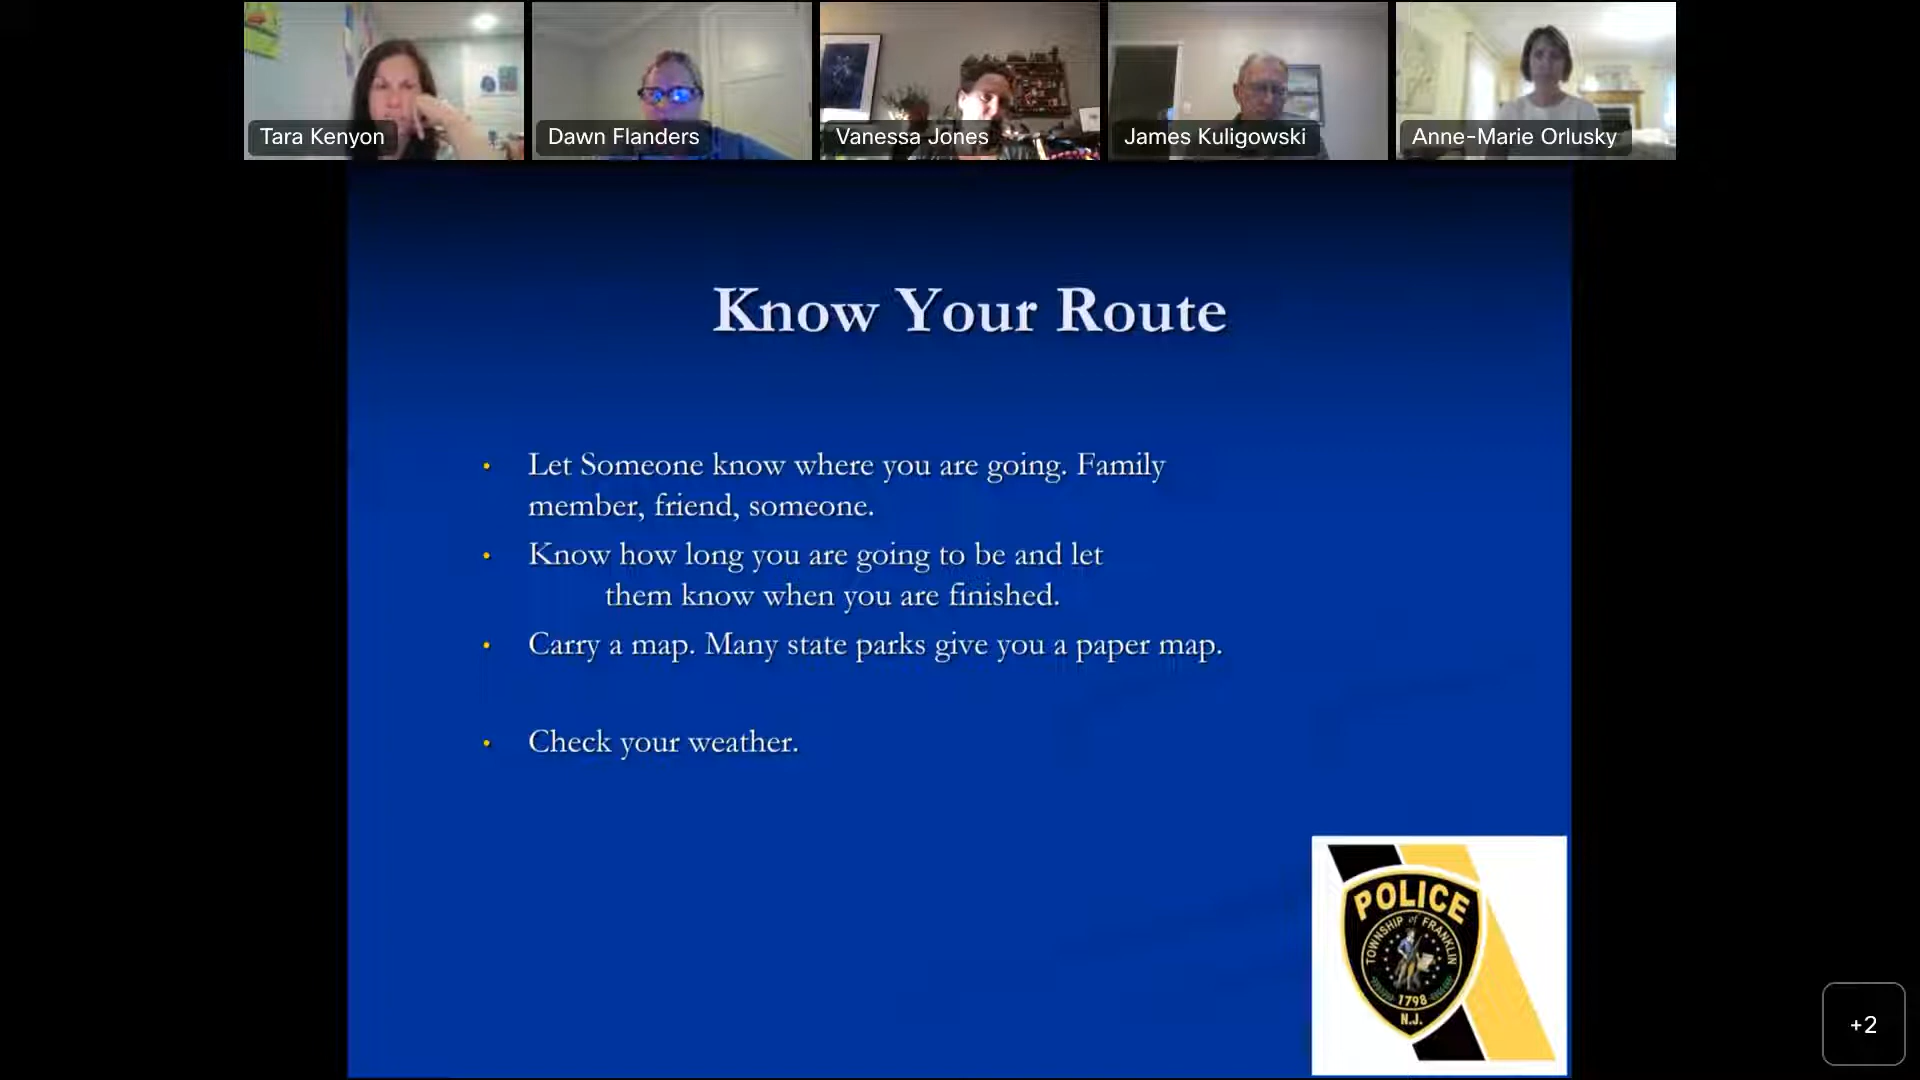 Tara Kenyon
Dawn Flanders
Vanessa Jones
James Kuligowski
Anne-Marie Orlusky
Know Your Route
• Let Someone know where you are going. Family
member, friend, someone.
• Know how long you are going to be and let
them know when you are finished.
• Carry a map. Many state parks give you a paper map.
• Check your weather.
POLICE
TOWNSHIP of FRANKLIN
1798
N.J.
+2